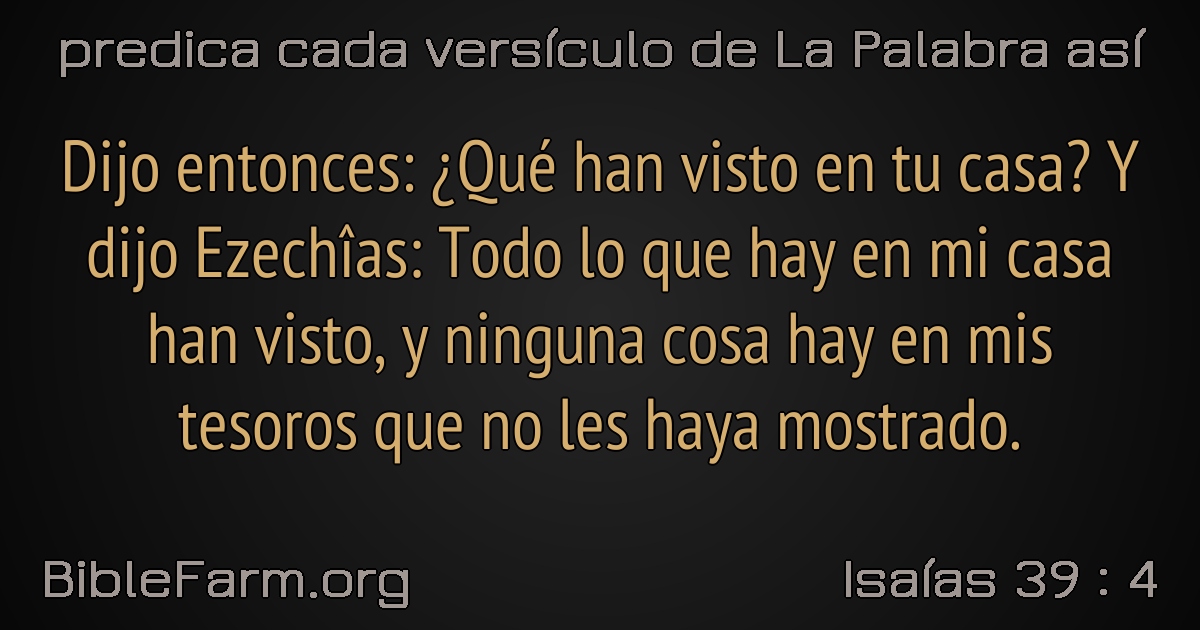 predica cada versículo de La Palabra así
Dijo entonces: ¿Qué han visto en tu casa? Y
dijo Ezechîas: Todo lo que hay en mi casa
han visto, y ninguna cosa hay en mis
tesoros que no les haya mostrado.
BibleFarm.org
Isaías 39 : 4